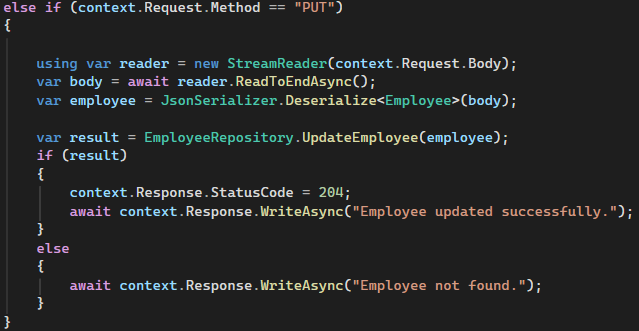 else if (context.Request.Method == "PUT")
{
using var reader = new StreamReader(context.Request.Body);
var body = await reader.ReadToEndAsync();
var employee = JsonSerializer.Deserialize<Employee>(body);
var result = EmployeeRepository.UpdateEmployee(employee);
if (result)
{
context.Response.StatusCode = 204;
await context.Response.WriteAsync("Employee updated successfully.");
}
else
{
await context.Response.WriteAsync("Employee not found.");
}
}